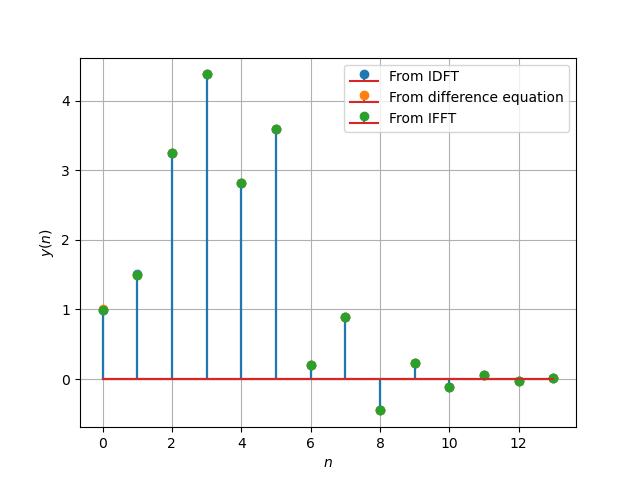 From IDFT
From difference equation
From IFFT
4
3
2
1
0
y(n)
0 2 4 6 8 10 12
n